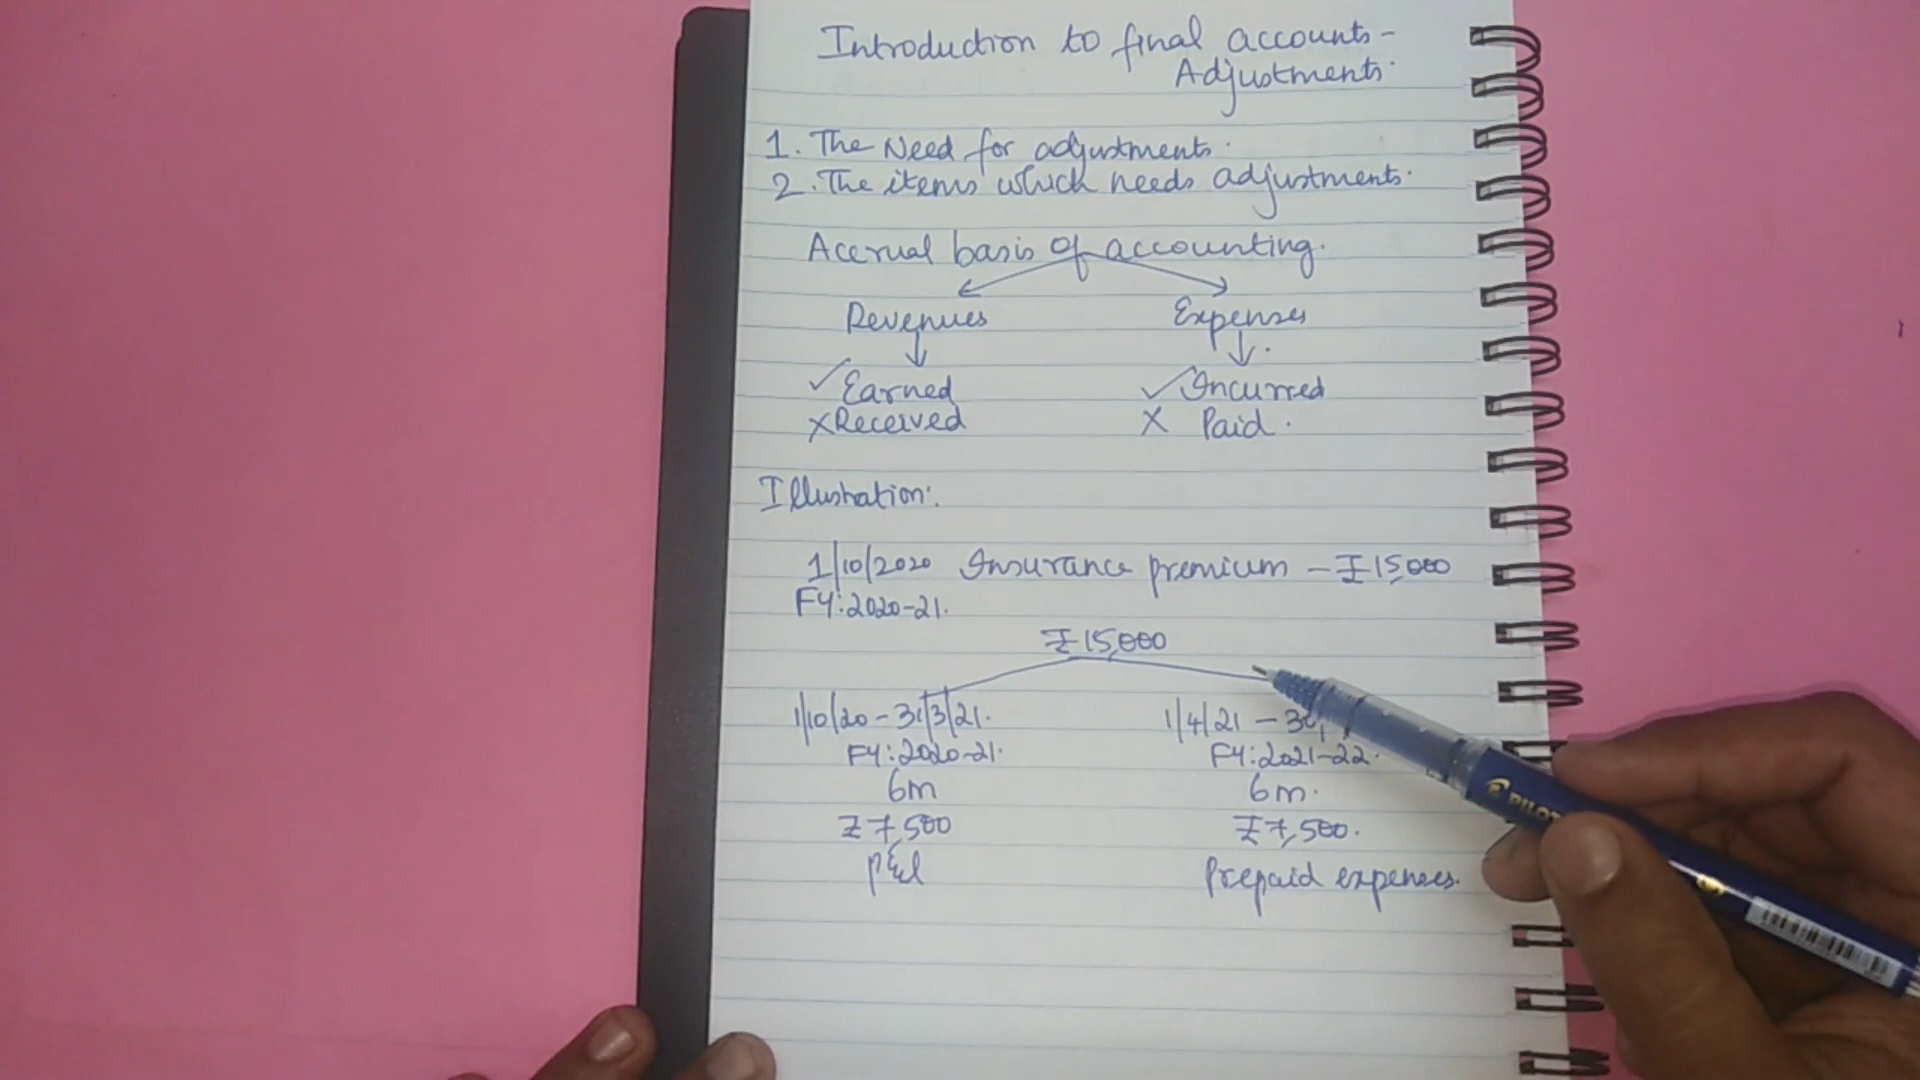 Introduction to final accounts-
Adjustments.
1. The Need for adjustments.
2. The items which needs adjustments.
Accrual basis of accounting.
Revenues Expenses
✓Earned ✓Incurred
×Received × Paid.
Illustration:
1/10/2020 Insurance premium - ₹15,000
FY:2020-21.
₹15,000
1/10/20 - 31/3/21. 1/4/21 - 30/
FY:2020-21. FY:2021-22.
6m 6m.
₹7,500 ₹7,500.
P&l Prepaid expenses.
PILOT